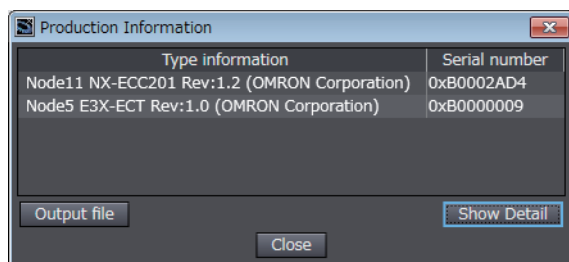 Production Information
Type information Serial number
Node11 NX-ECC201 Rev:1.2 (OMRON Corporation) 0xB0002AD4
Node5 E3X-ECT Rev:1.0 (OMRON Corporation) 0xB0000009
Output file Show Detail
Close